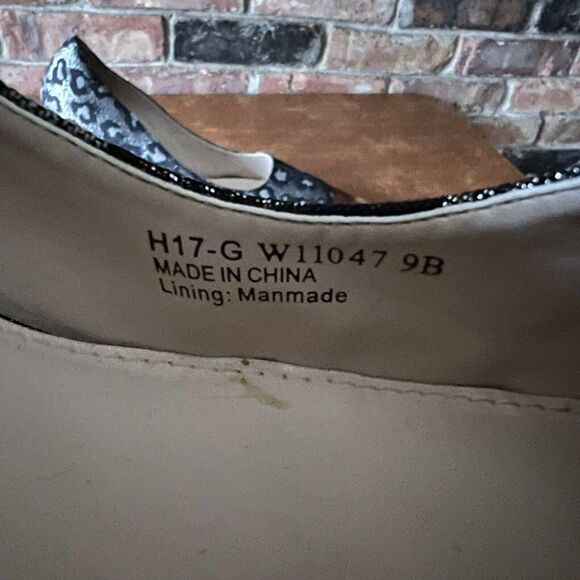 H17-G W11047 9B
MADE IN CHINA
Lining: Manmade